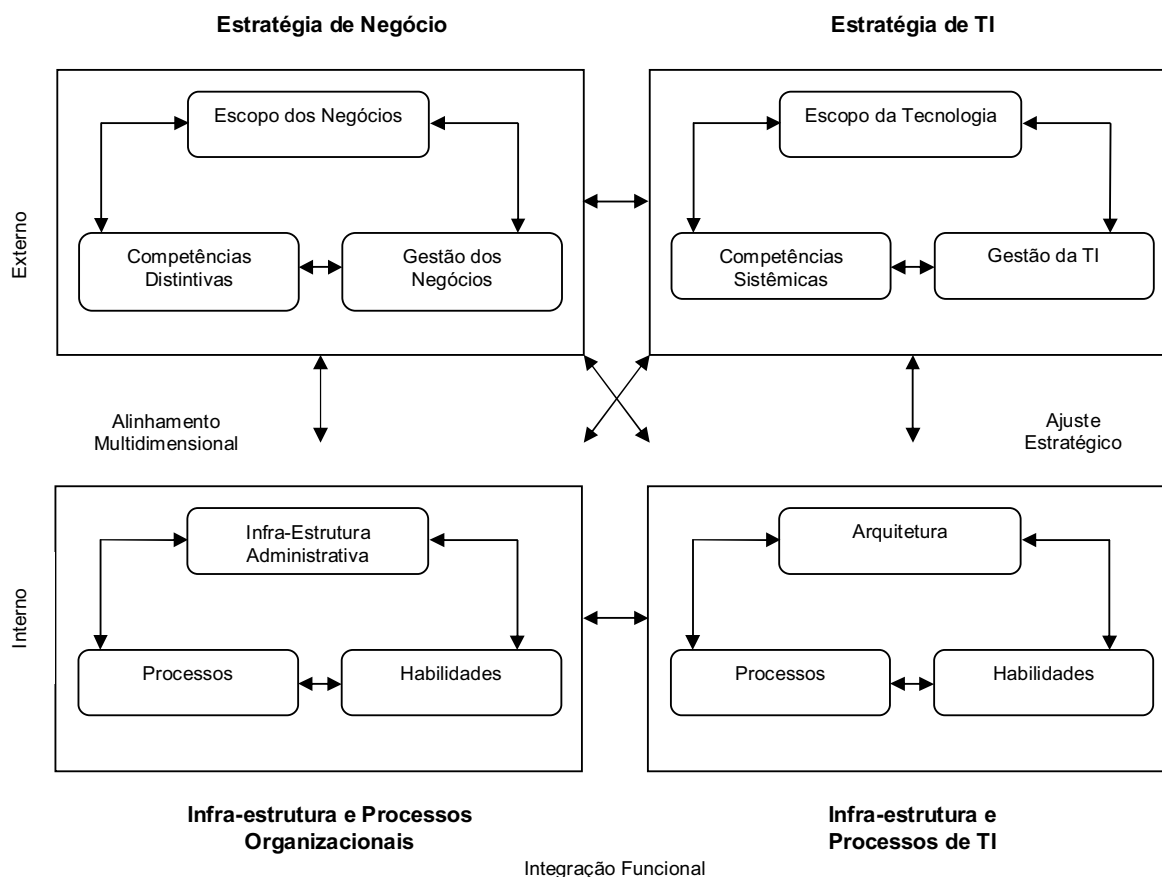 Estratégia de Negócio
Estratégia de TI
Escopo dos Negócios
Escopo da Tecnologia
Externo
Competências
Distintivas
Gestão dos
Negócios
Competências
Sistêmicas
Gestão da TI
Alinhamento
Multidimensional
Ajuste
Estratégico
Infra-Estrutura
Administrativa
Arquitetura
Interno
Processos
Habilidades
Processos
Habilidades
Infra-estrutura e Processos
Organizacionais
Infra-estrutura e
Processos de TI
Integração Funcional